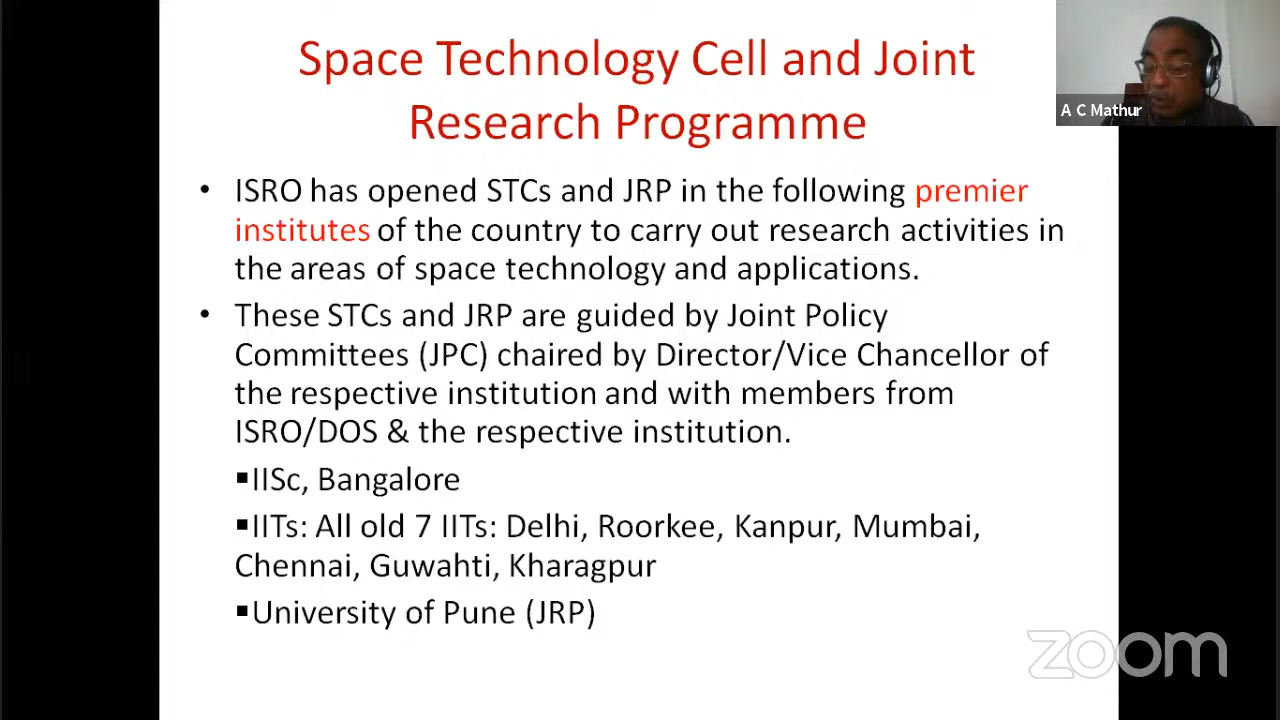 Space Technology Cell and Joint
Research Programme
A C Mathur
• ISRO has opened STCs and JRP in the following premier
institutes of the country to carry out research activities in
the areas of space technology and applications.
• These STCs and JRP are guided by Joint Policy
Committees (JPC) chaired by Director/Vice Chancellor of
the respective institution and with members from
ISRO/DOS & the respective institution.
▪IISc, Bangalore
▪IITs: All old 7 IITs: Delhi, Roorkee, Kanpur, Mumbai,
Chennai, Guwahti, Kharagpur
▪University of Pune (JRP)
zoom